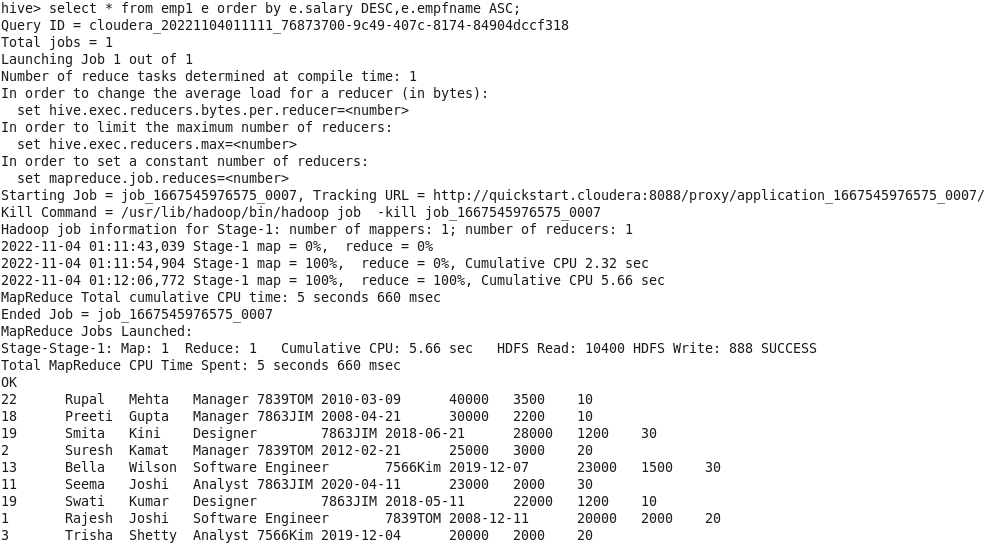 hive> select * from emp1 e order by e.salary DESC,e.empfname ASC;
Query ID = cloudera_20221104011111_76873700-9c49-407c-8174-84904dccf318
Total jobs = 1
Launching Job 1 out of 1
Number of reduce tasks determined at compile time: 1
In order to change the average load for a reducer (in bytes):
  set hive.exec.reducers.bytes.per.reducer=<number>
In order to limit the maximum number of reducers:
  set hive.exec.reducers.max=<number>
In order to set a constant number of reducers:
  set mapreduce.job.reduces=<number>
Starting Job = job_1667545976575_0007, Tracking URL = http://quickstart.cloudera:8088/proxy/application_1667545976575_0007/
Kill Command = /usr/lib/hadoop/bin/hadoop job  -kill job_1667545976575_0007
Hadoop job information for Stage-1: number of mappers: 1; number of reducers: 1
2022-11-04 01:11:43,039 Stage-1 map = 0%,  reduce = 0%
2022-11-04 01:11:54,904 Stage-1 map = 100%,  reduce = 0%, Cumulative CPU 2.32 sec
2022-11-04 01:12:06,772 Stage-1 map = 100%,  reduce = 100%, Cumulative CPU 5.66 sec
MapReduce Total cumulative CPU time: 5 seconds 660 msec
Ended Job = job_1667545976575_0007
MapReduce Jobs Launched:
Stage-Stage-1: Map: 1  Reduce: 1   Cumulative CPU: 5.66 sec   HDFS Read: 10400 HDFS Write: 888 SUCCESS
Total MapReduce CPU Time Spent: 5 seconds 660 msec
OK
22      Rupal   Mehta   Manager 7839TOM 2010-03-09      40000   3500    10
18      Preeti  Gupta   Manager 7863JIM 2008-04-21      30000   2200    10
19      Smita   Kini    Designer        7863JIM 2018-06-21      28000   1200    30
2       Suresh  Kamat   Manager 7839TOM 2012-02-21      25000   3000    20
13      Bella   Wilson  Software Engineer       7566Kim 2019-12-07      23000   1500    30
11      Seema   Joshi   Analyst 7863JIM 2020-04-11      23000   2000    30
19      Swati   Kumar   Designer        7863JIM 2018-05-11      22000   1200    10
1       Rajesh  Joshi   Software Engineer       7839TOM 2008-12-11      20000   2000    20
3       Trisha  Shetty  Analyst 7566Kim 2019-12-04      20000   2000    20